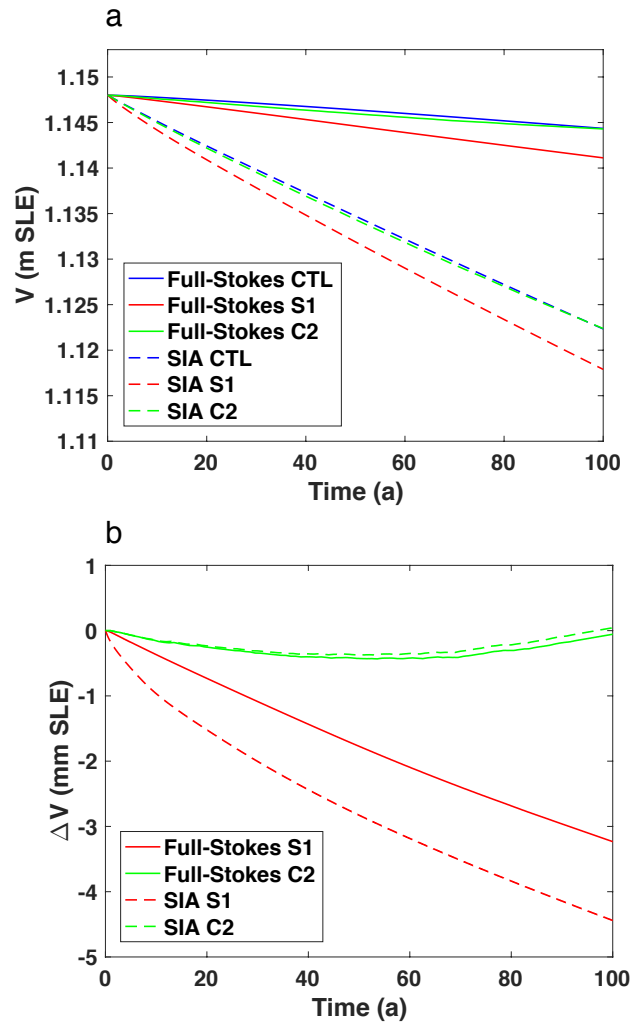 a
1.15
1.145
1.14
1.135
1.13
1.125
1.12
1.115
1.11
V (m SLE)
Full-Stokes CTL
Full-Stokes S1
Full-Stokes C2
SIA CTL
SIA S1
SIA C2
0 20 40 60 80 100
Time (a)
b
1
0
-1
-2
-3
-4
-5
△V (mm SLE)
Full-Stokes S1
Full-Stokes C2
SIA S1
SIA C2
0 20 40 60 80 100
Time (a)